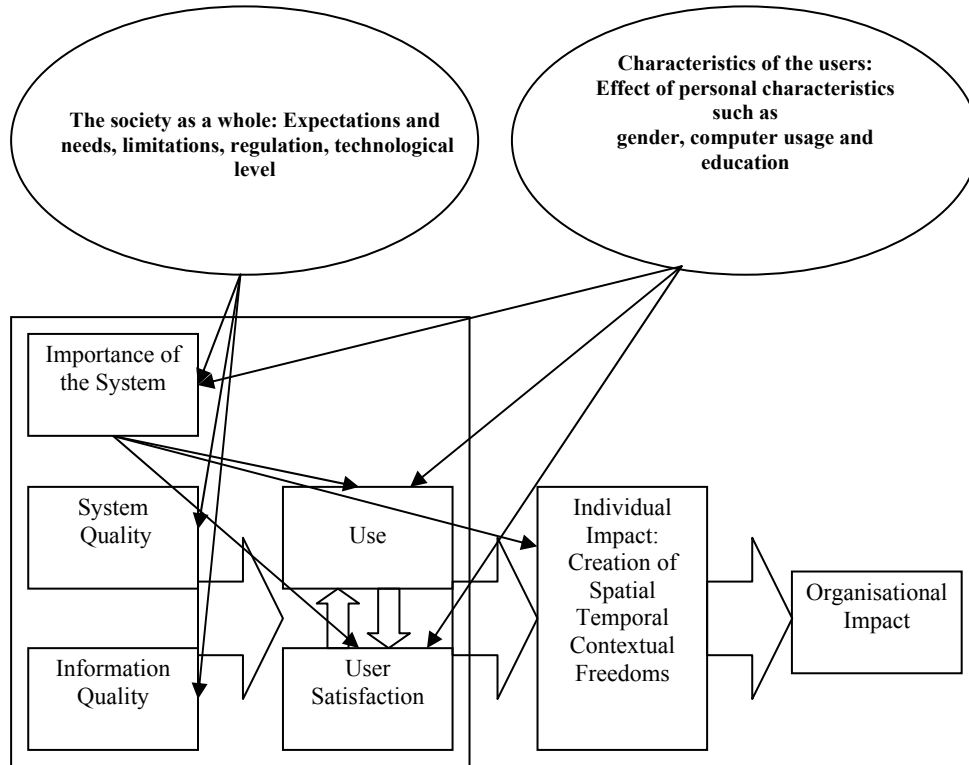 The society as a whole: Expectations and
needs, limitations, regulation, technological
level
Characteristics of the users:
Effect of personal characteristics
such as
gender, computer usage and
education
Importance of
the System
System
Quality
Use
Individual
Impact:
Creation of
Spatial
Temporal
Contextual
Freedoms
Organisational
Impact
Information
Quality
User
Satisfaction